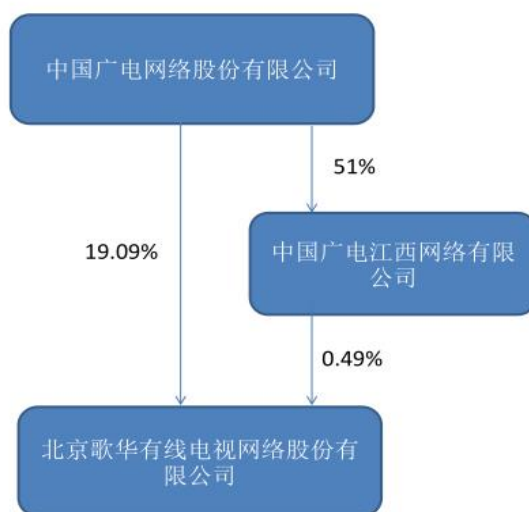 中国广电网络股份有限公司
51%
19.09%
中国广电江西网络有限
公司
0.49%
北京歌华有线电视网络股份有
限公司